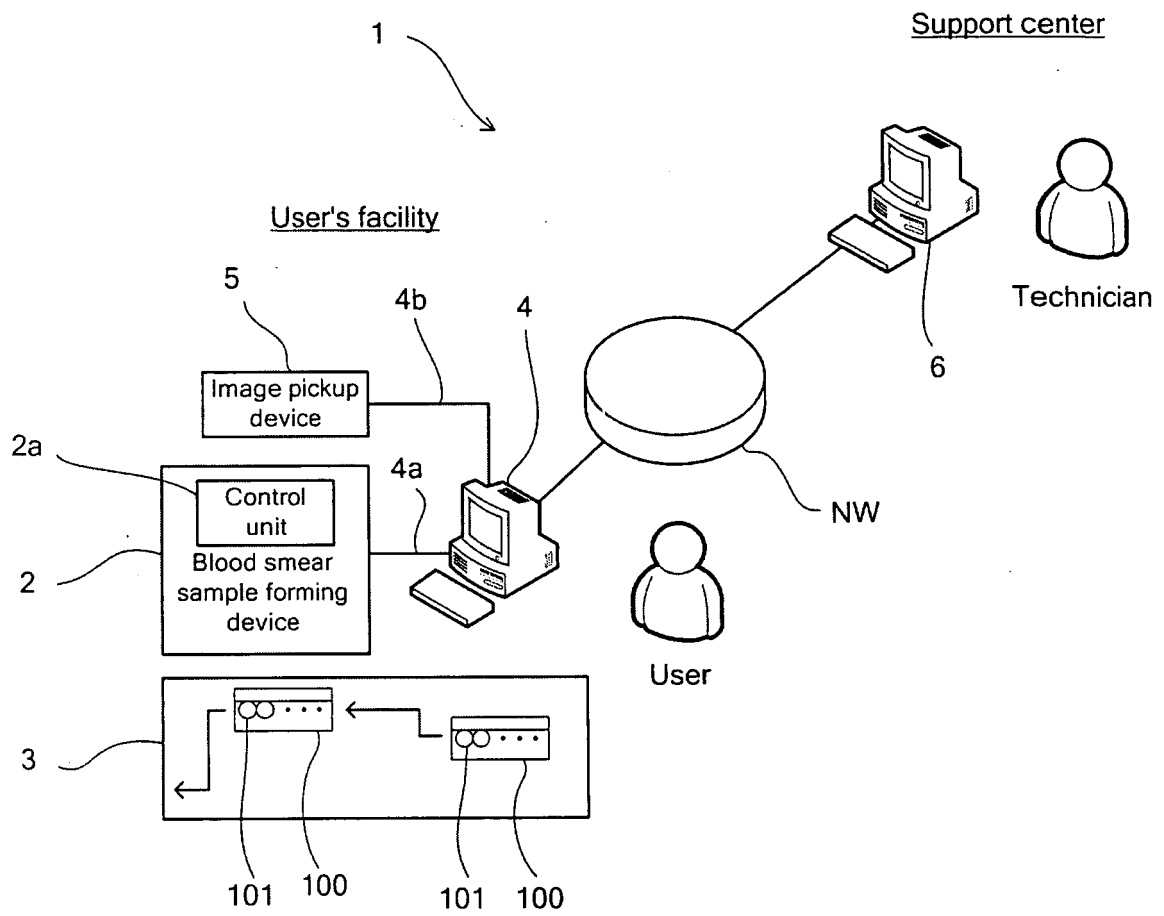 Support center
1
User's facility
5
4b
4
Technician
6
Image pickup
device
2a
4a
Control
unit
NW
2
Blood smear
sample forming
device
User
3
101
100
101
100